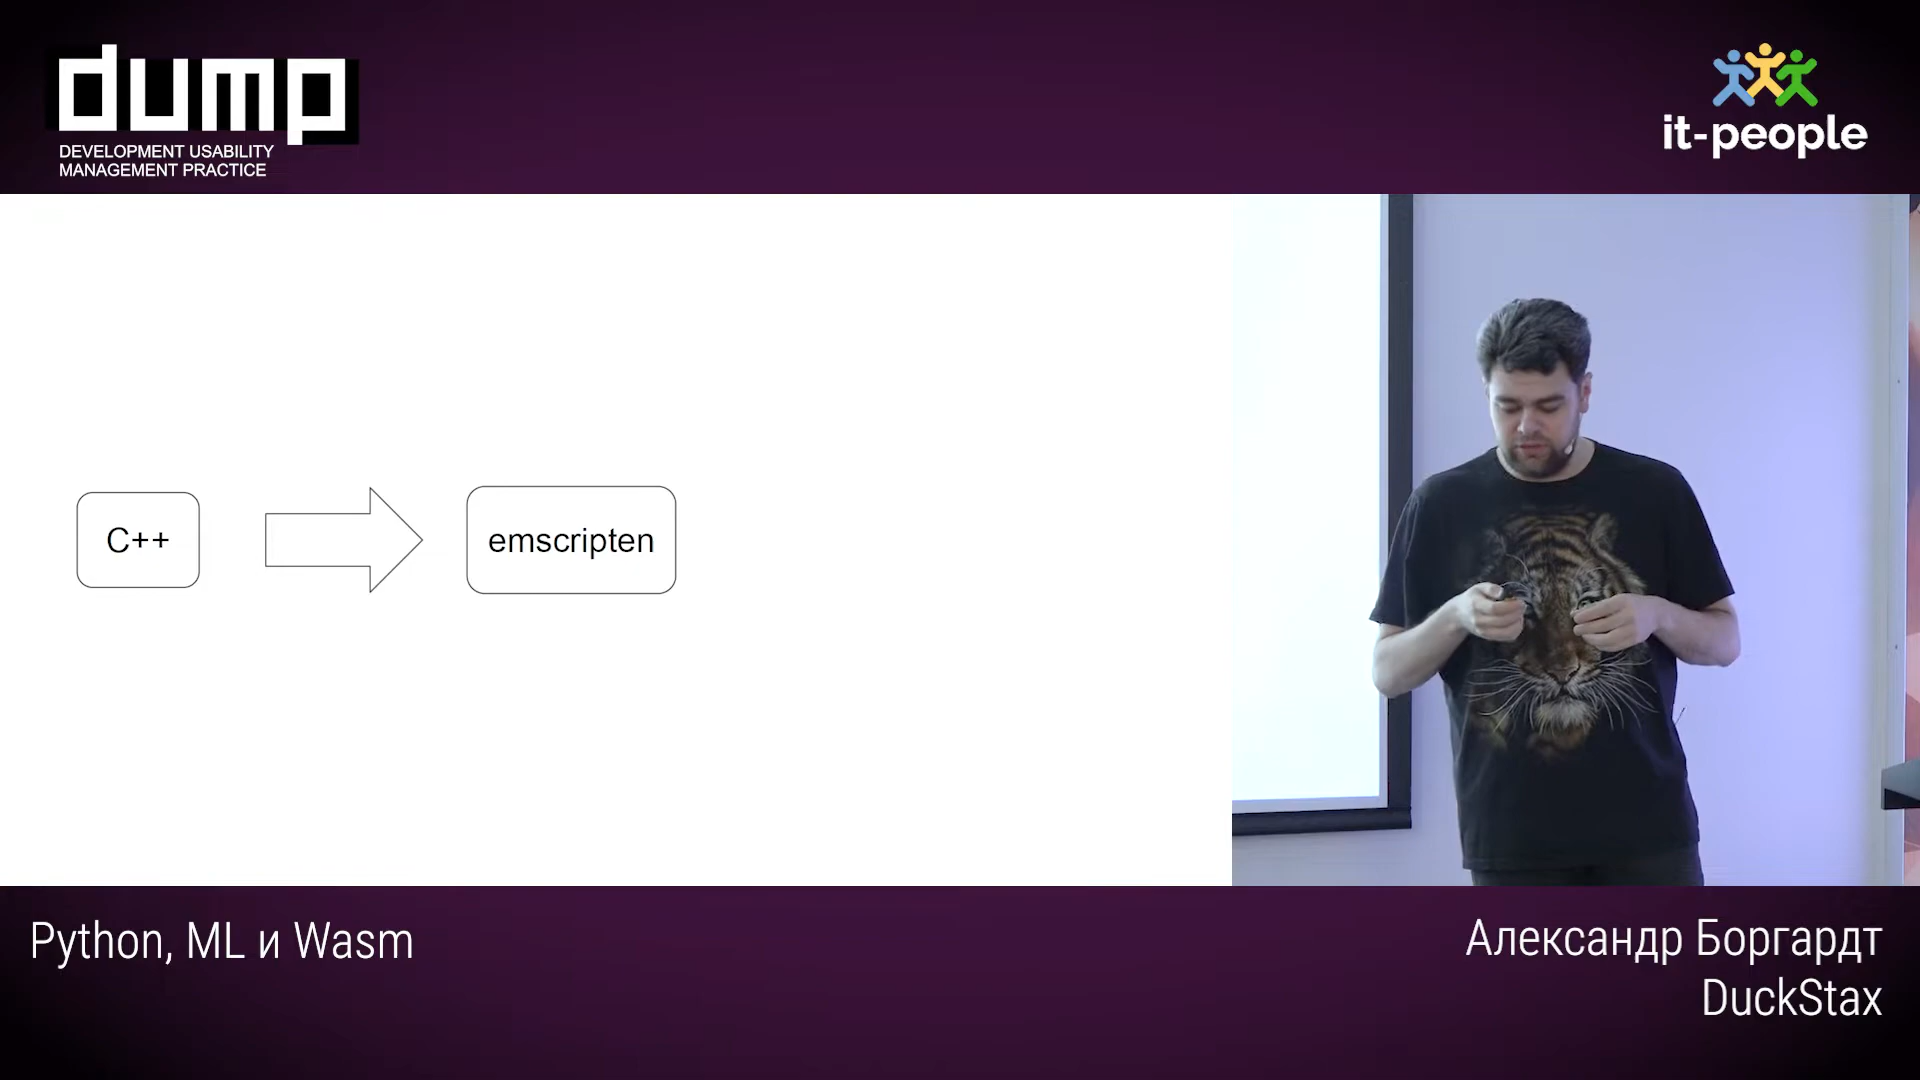 dump
DEVELOPMENT USABILITY
MANAGEMENT PRACTICE
it-people
C++
emscripten
Python, ML и Wasm
Александр Боргардт
DuckStax